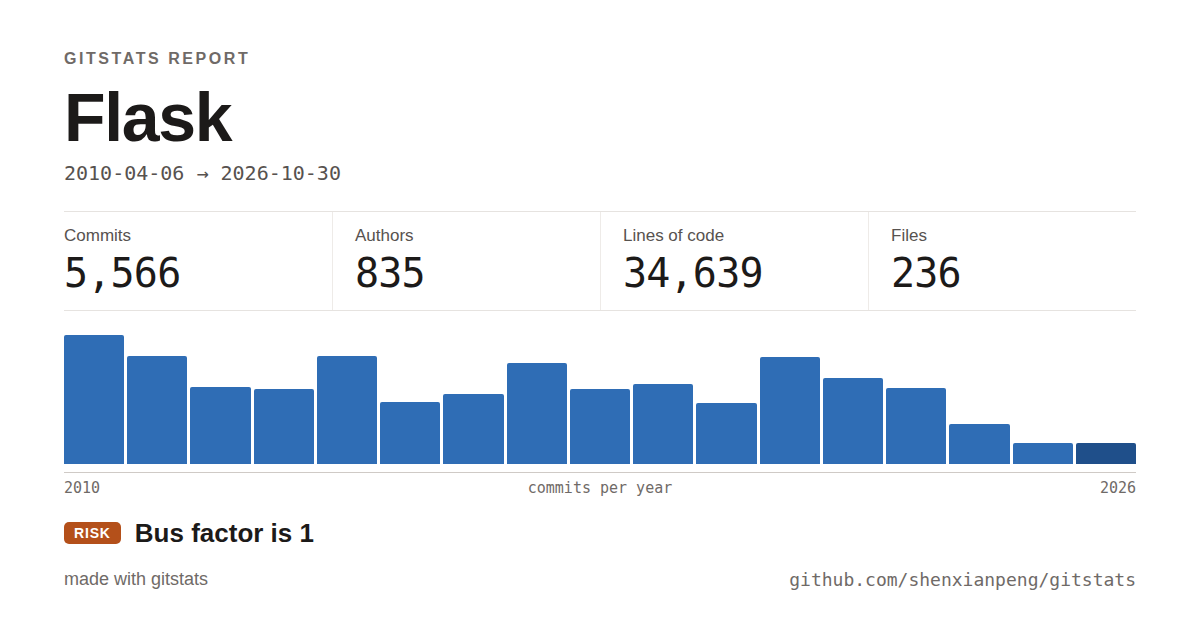 GITSTATS REPORT
Flask
2010-04-06 → 2026-10-30
Commits Authors Lines of code Files
5,566 835 34,639 236
2010 commits per year 2026
RISK Bus factor is 1
made with gitstats github.com/shenxianpeng/gitstats